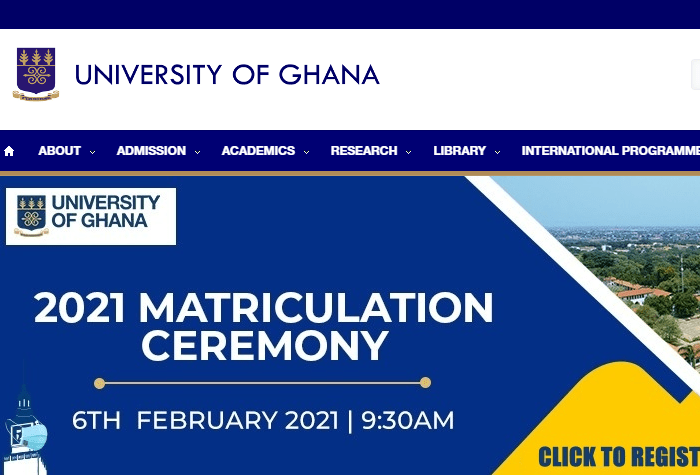 UNIVERSITY OF GHANA
ABOUT ADMISSION ACADEMICS RESEARCH LIBRARY INTERNATIONAL PROGRAMME
UNIVERSITY
OF GHANA
2021 MATRICULATION
CEREMONY
6TH FEBRUARY 2021 | 9:30AM
CLICK TO REGIST